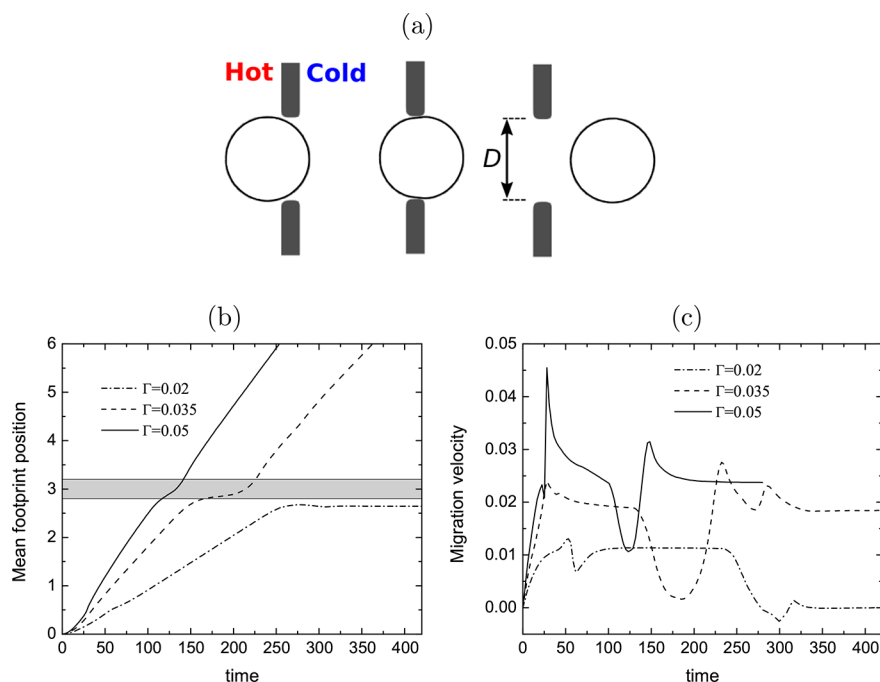 (a)
Hot Cold
D
(b)
6
5
4
3
2
1
0
0 50 100 150 200 250 300 350 400
time
Mean footprint position
Γ=0.02
Γ=0.035
Γ=0.05
(c)
0.05
0.04
0.03
0.02
0.01
0.00
0 50 100 150 200 250 300 350 400
time
Migration velocity
Γ=0.02
Γ=0.035
Γ=0.05